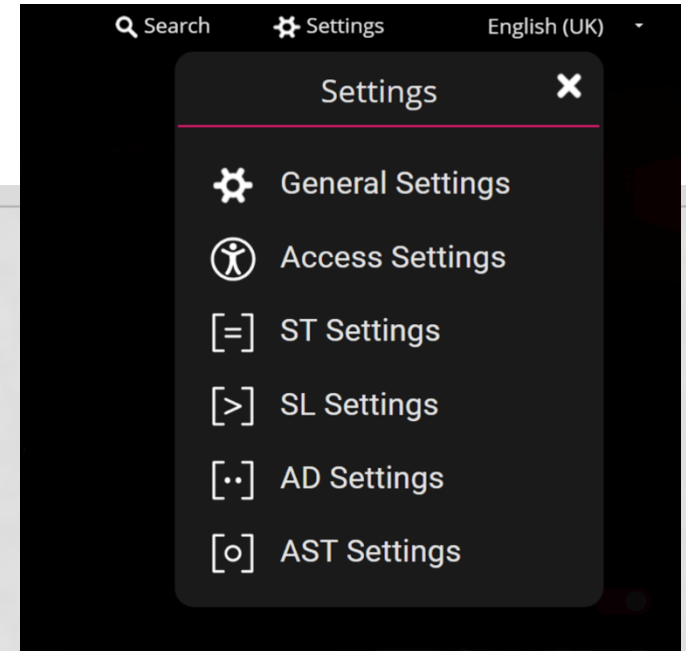 Search Settings English (UK)
Settings
General Settings
Access Settings
[=] ST Settings
[>] SL Settings
[··] AD Settings
[o] AST Settings